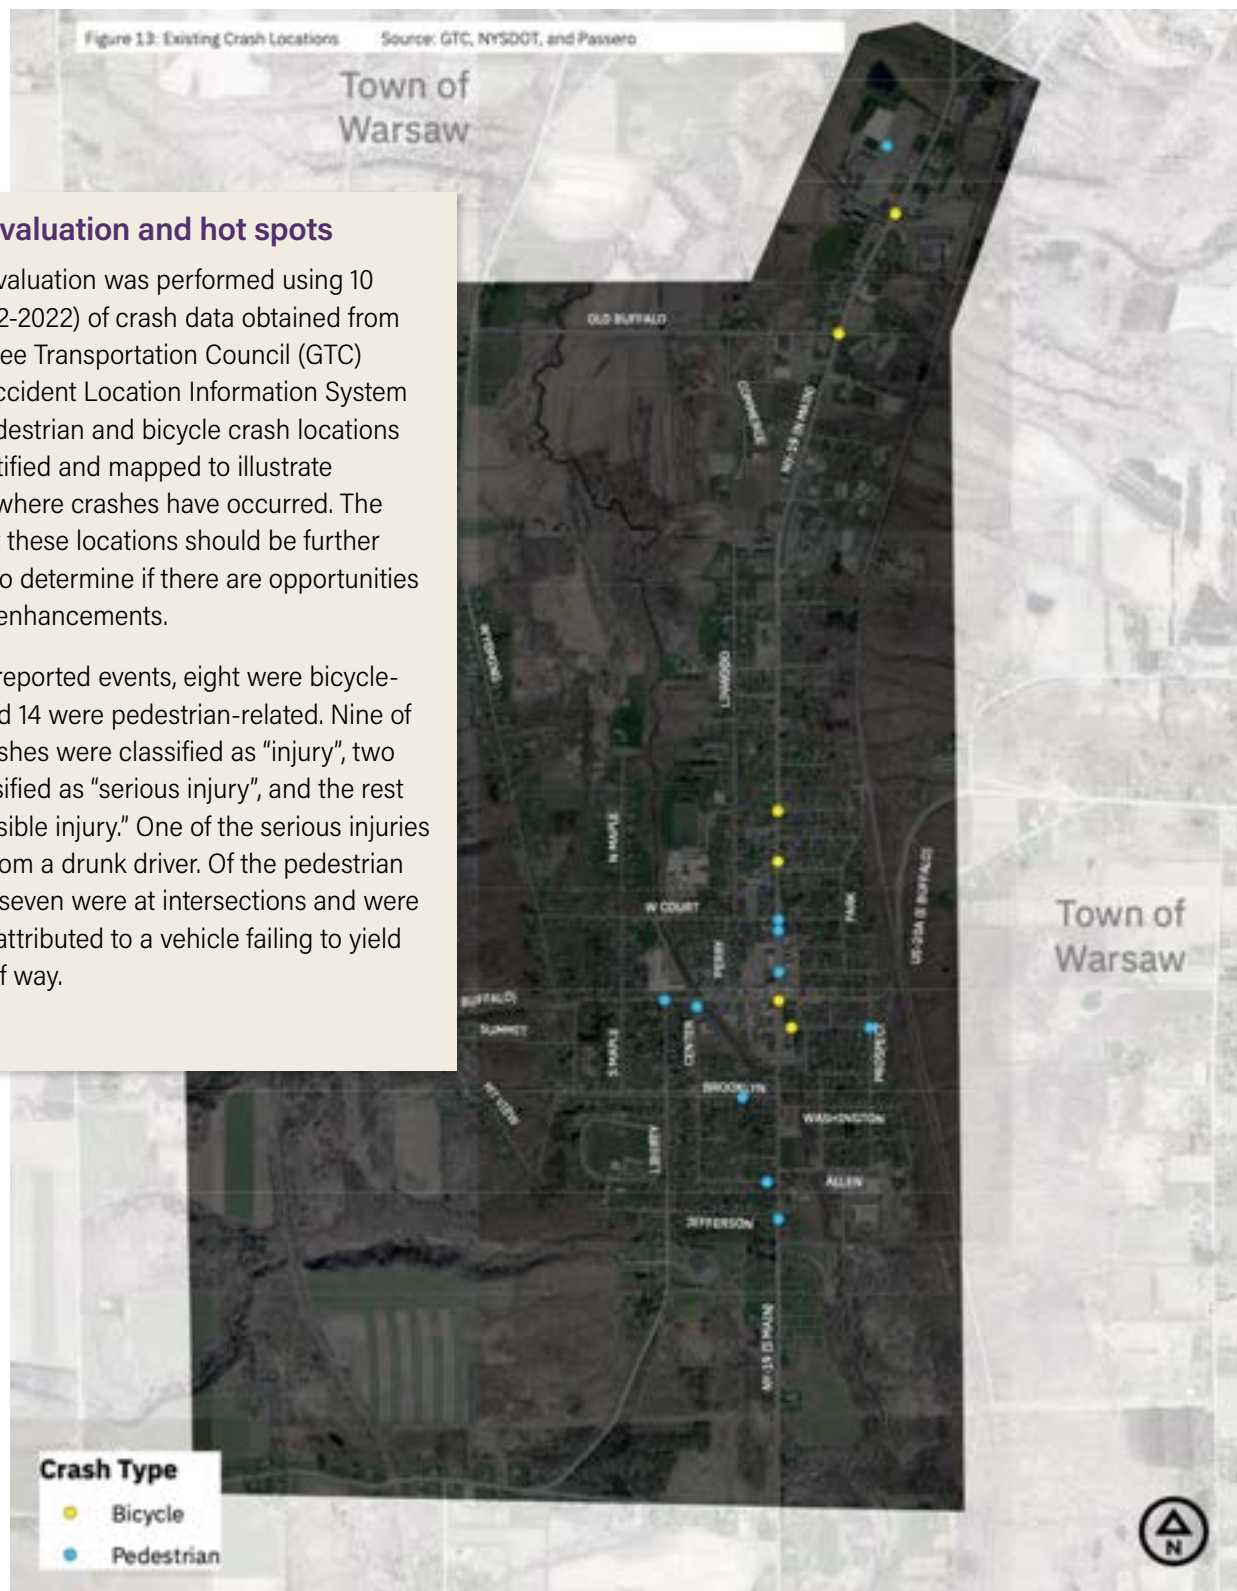 Figure 13: Existing Crash Locations Source: GTC, NYSDOT, and Passero
Town of
Warsaw
valuation and hot spots
valuation was performed using 10
2-2022) of crash data obtained from
ee Transportation Council (GTC)
ccident Location Information System
destrian and bicycle crash locations
tified and mapped to illustrate
where crashes have occurred. The
t these locations should be further
o determine if there are opportunities
enhancements.
reported events, eight were bicycle-
d 14 were pedestrian-related. Nine of
shes were classified as “injury”, two
sified as “serious injury”, and the rest
sible injury.” One of the serious injuries
om a drunk driver. Of the pedestrian
seven were at intersections and were
attributed to a vehicle failing to yield
f way.
OLD BUFFALO
COMMERCE
NY-19 (N MAIN)
WYOMING
LINWOOD
N MAPLE
W COURT
PARK
US-20A (E BUFFALO)
PERRY
Town of
Warsaw
BUFFALO)
SUMMIT
S MAPLE
CENTER
PROSPECT
BROOKLYN
WASHINGTON
LIBERTY
ALLEN
JEFFERSON
NY-19 (S MAIN)
Crash Type
Bicycle
Pedestrian
N